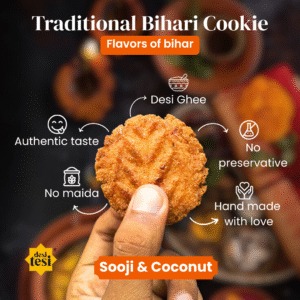 Traditional Bihari Cookie
Flavors of bihar
Desi Ghee
Authentic taste
No
preservative
No maida
Hand made
with love
desi
tesi
Sooji & Coconut